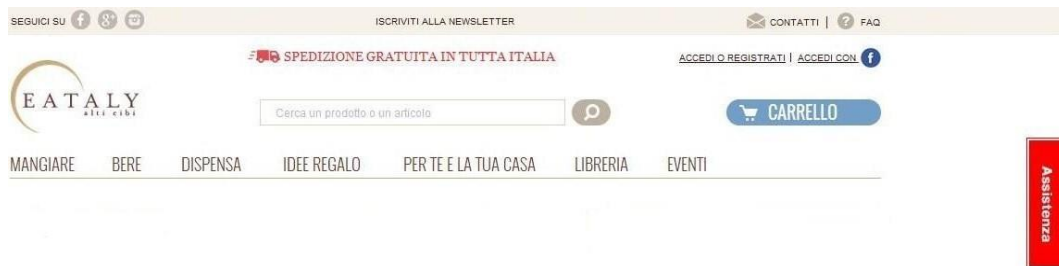 SEGUICI SU
ISCRIVITI ALLA NEWSLETTER
CONTATTI | ? FAQ
SPEDIZIONE GRATUITA IN TUTTA ITALIA
ACCEDI O REGISTRATI | ACCEDI CON f
EATALY
alti cibi
Cerca un prodotto o un articolo
CARRELLO
MANGIARE BERE DISPENSA IDEE REGALO PER TE E LA TUA CASA LIBRERIA EVENTI
Assistenza